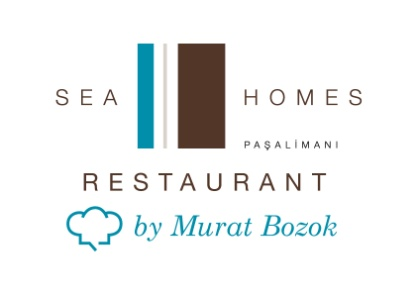 SEA HOMES
PAŞALİMANI
RESTAURANT
by Murat Bozok